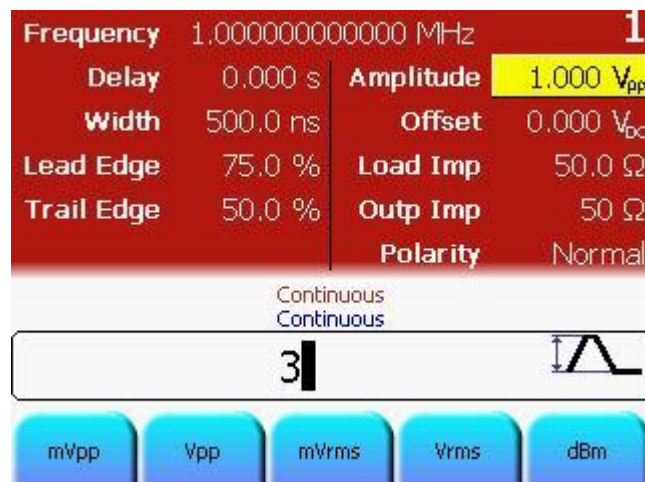 Frequency 1.000000000000 MHz 1
Delay 0.000 s Amplitude 1.000 Vpp
Width 500.0 ns Offset 0.000 Vdc
Lead Edge 75.0 % Load Imp 50.0 Ω
Trail Edge 50.0 % Outp Imp 50 Ω
Polarity Normal
Continuous
Continuous
3
mVpp Vpp mVrms Vrms dBm